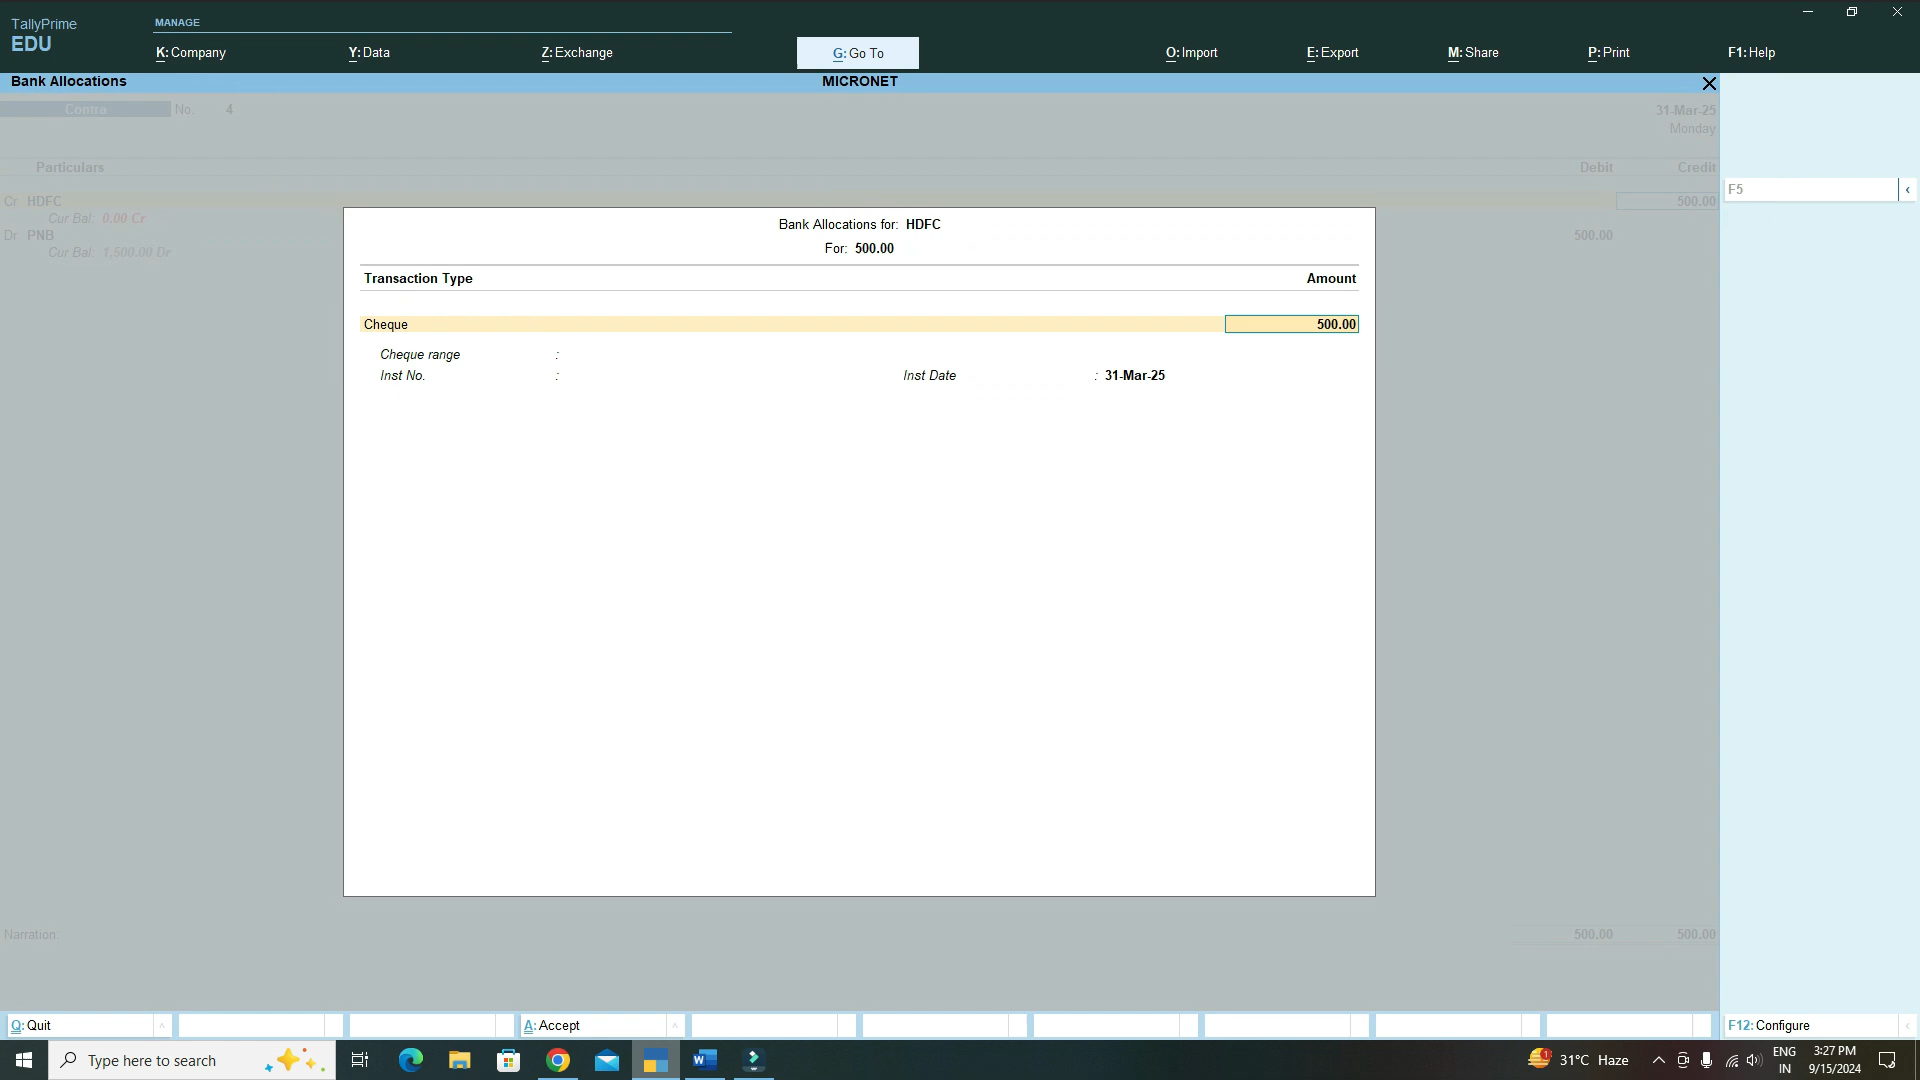 TallyPrime
EDU
MANAGE
K: Company
Y: Data
Z: Exchange
G: Go To
O: Import
E: Export
M: Share
P: Print
F1: Help
Bank Allocations
MICRONET
Contra No. 4
31-Mar-25
Monday
Particulars Debit Credit
Cr HDFC 500.00
Cur Bal: 0.00 Cr
Dr PNB 500.00
Cur Bal: 1,500.00 Dr
F5
Bank Allocations for: HDFC
For: 500.00
Transaction Type Amount
Cheque 500.00
Cheque range :
Inst No. : Inst Date : 31-Mar-25
Narration: 500.00 500.00
Q: Quit
A: Accept
F12: Configure
Type here to search
31°C Haze
ENG
IN
3:27 PM
9/15/2024